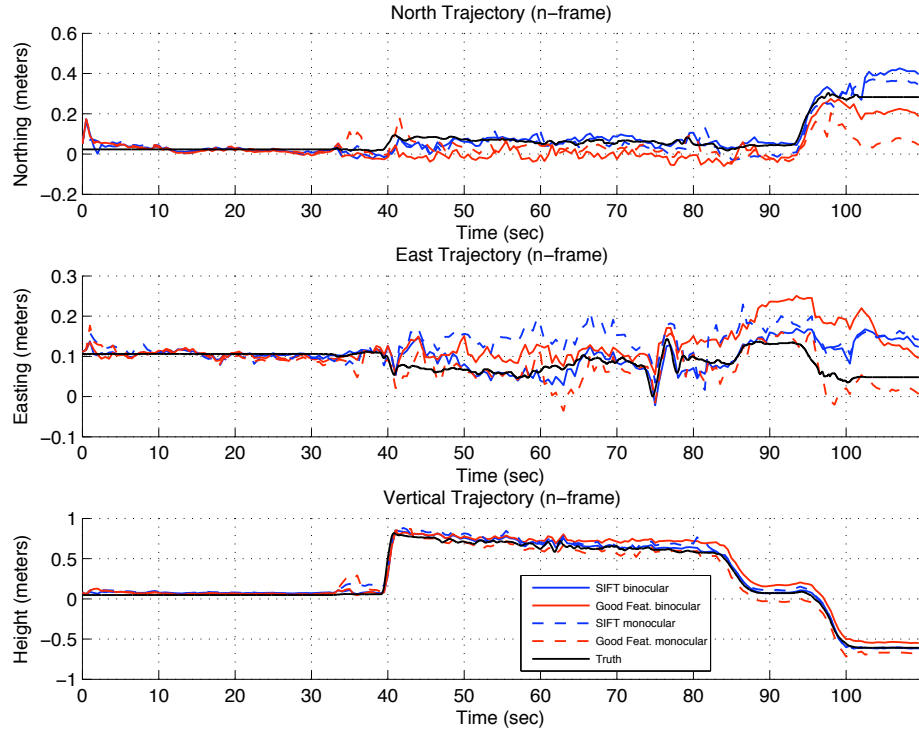 North Trajectory (n-frame)
0.6
0.4
0.2
0
−0.2
Northing (meters)
0 10 20 30 40 50 60 70 80 90 100
Time (sec)
East Trajectory (n-frame)
0.3
0.2
0.1
0
−0.1
Easting (meters)
0 10 20 30 40 50 60 70 80 90 100
Time (sec)
Vertical Trajectory (n-frame)
1
0.5
0
−0.5
−1
Height (meters)
SIFT binocular
Good Feat. binocular
SIFT monocular
Good Feat. monocular
Truth
0 10 20 30 40 50 60 70 80 90 100
Time (sec)